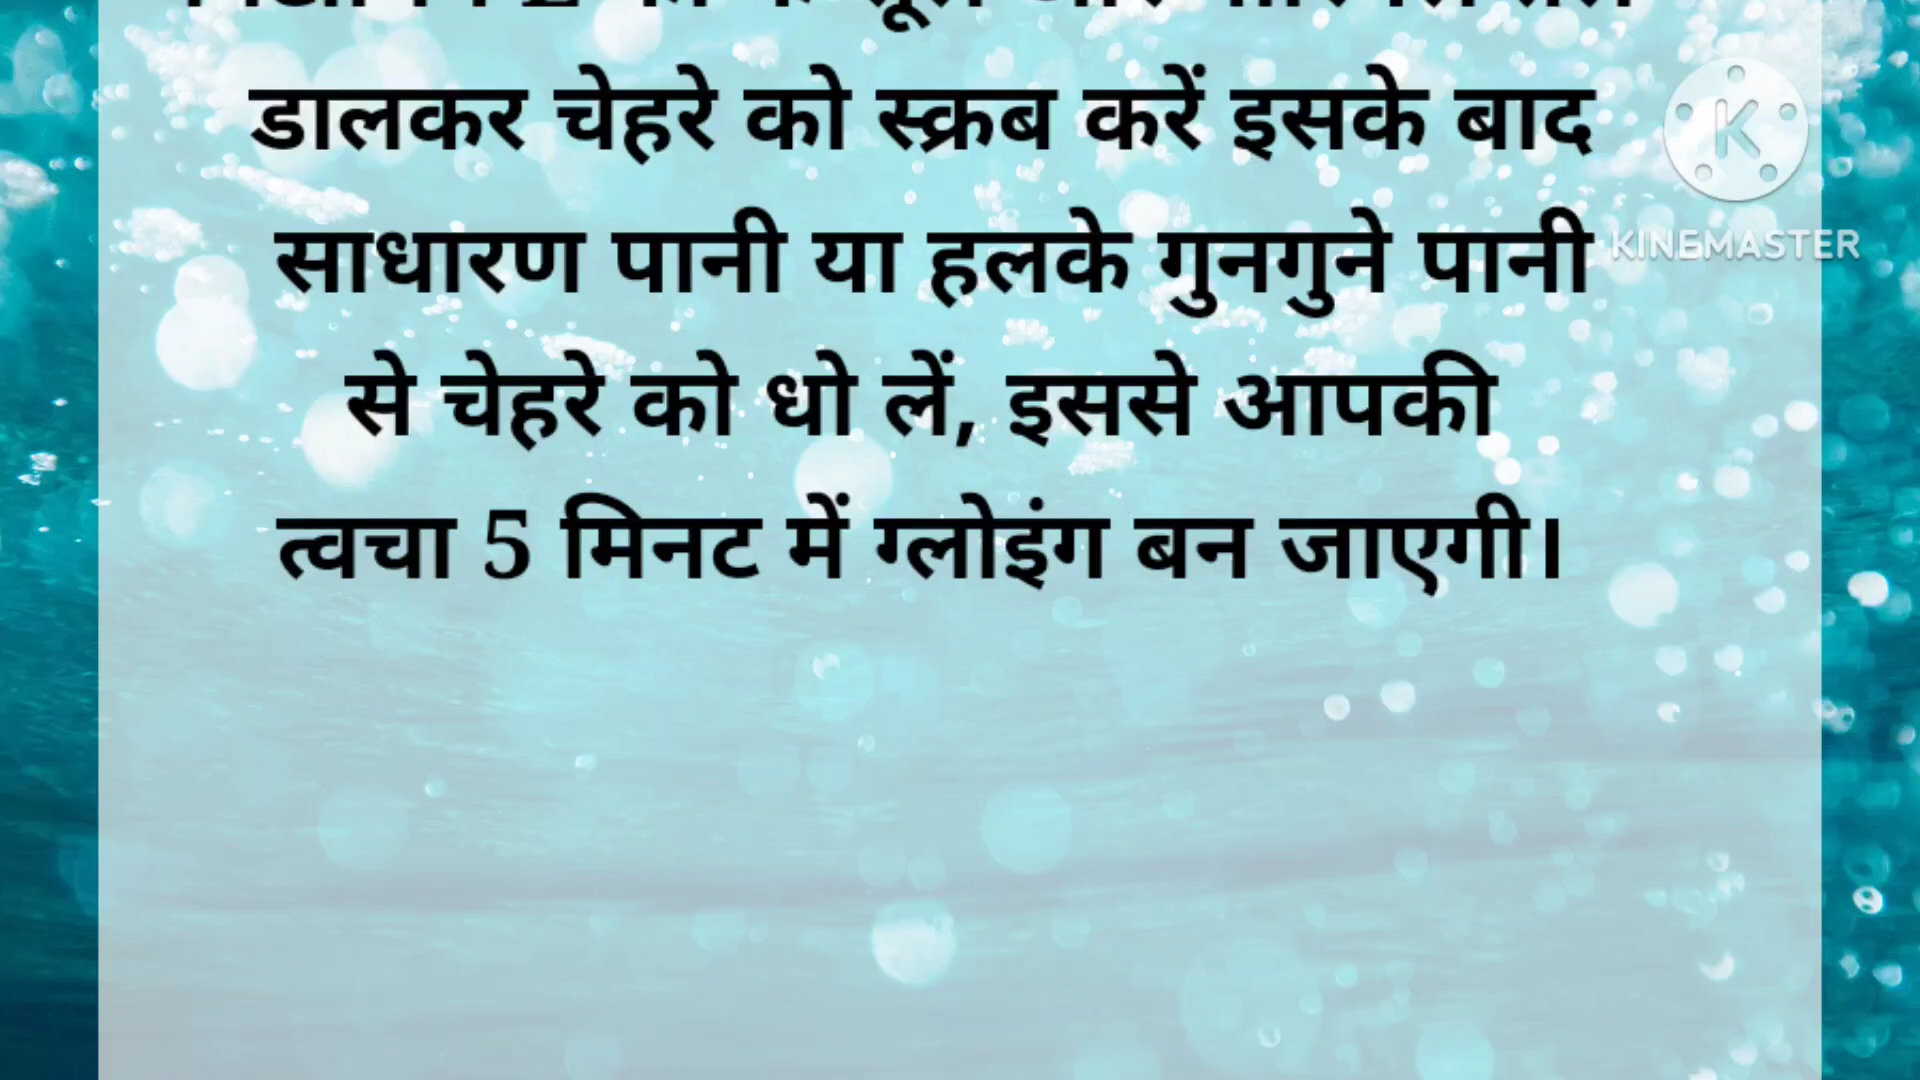 डालकर चेहरे को स्क्रब करें इसके बाद
साधारण पानी या हलके गुनगुने पानी
से चेहरे को धो लें, इससे आपकी
त्वचा 5 मिनट में ग्लोइंग बन जाएगी।
K
KINEMASTER